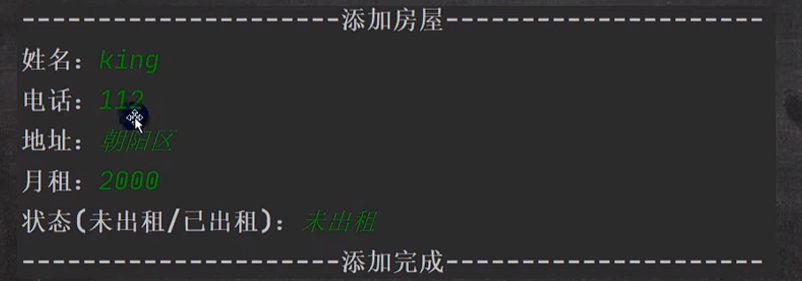 ---------------------添加房屋---------------------
姓名：king
电话：112
地址：朝阳区
月租：2000
状态(未出租/已出租)：未出租
---------------------添加完成---------------------